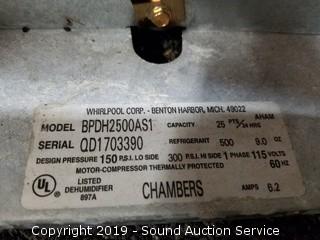 WHIRLPOOL CORP. - BENTON HARBOR, MICH. 49022
MODEL BPDH2500AS1 CAPACITY 25 PTS/24 HRS AHAM
SERIAL QD1703390 REFRIGERANT 500 9.0 OZ
DESIGN PRESSURE 150 P.S.I. LO SIDE 300 P.S.I. HI SIDE 1 PHASE 115 VOLTS
MOTOR-COMPRESSOR THERMALLY PROTECTED 60 HZ
UL LISTED
DEHUMIDIFIER
897A
CHAMBERS AMPS 6.2
Copyright 2019 - Sound Auction Service